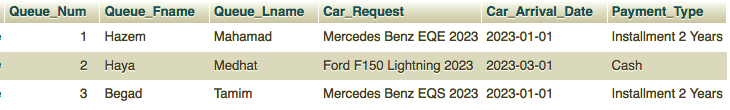 Queue_Num Queue_Fname Queue_Lname Car_Request Car_Arrival_Date Payment_Type
1 Hazem Mahamad Mercedes Benz EQE 2023 2023-01-01 Installment 2 Years
2 Haya Medhat Ford F150 Lightning 2023 2023-03-01 Cash
3 Begad Tamim Mercedes Benz EQS 2023 2023-01-01 Installment 2 Years